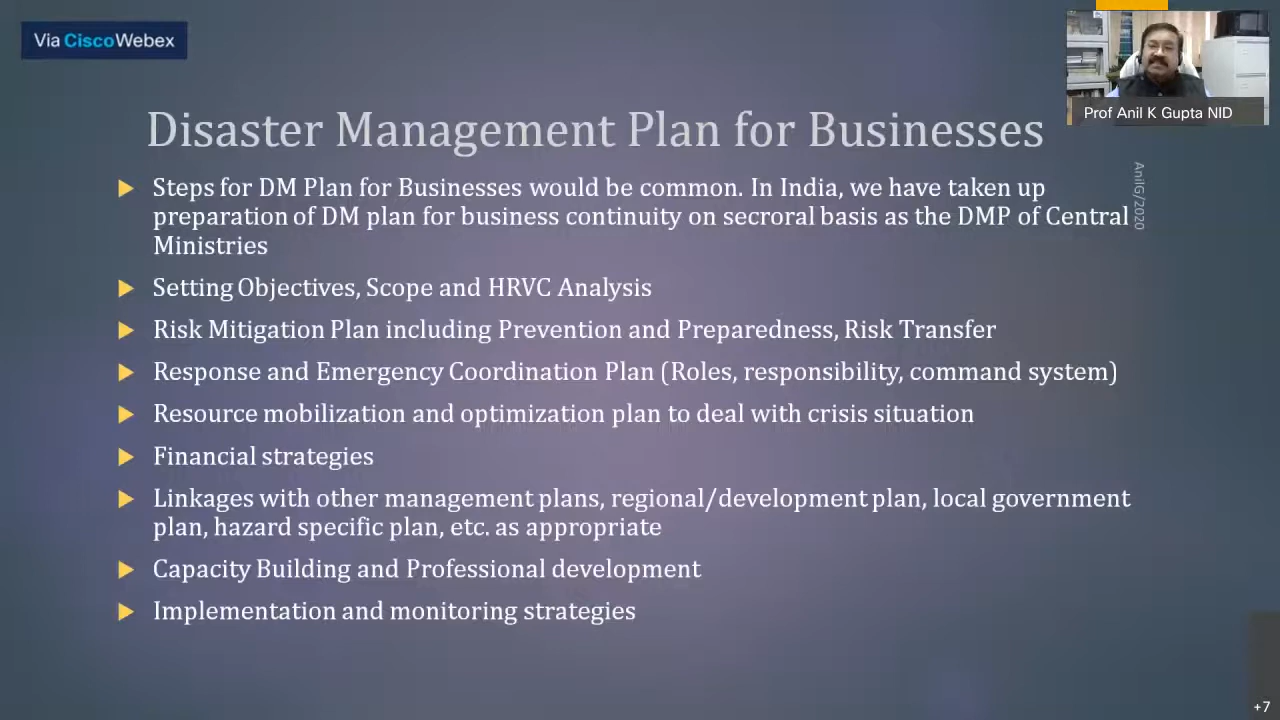 Via CiscoWebex
Prof Anil K Gupta NID
Disaster Management Plan for Businesses
AnilG/2020
Steps for DM Plan for Businesses would be common. In India, we have taken up
preparation of DM plan for business continuity on secroral basis as the DMP of Central
Ministries
Setting Objectives, Scope and HRVC Analysis
Risk Mitigation Plan including Prevention and Preparedness, Risk Transfer
Response and Emergency Coordination Plan (Roles, responsibility, command system)
Resource mobilization and optimization plan to deal with crisis situation
Financial strategies
Linkages with other management plans, regional/development plan, local government
plan, hazard specific plan, etc. as appropriate
Capacity Building and Professional development
Implementation and monitoring strategies
+7